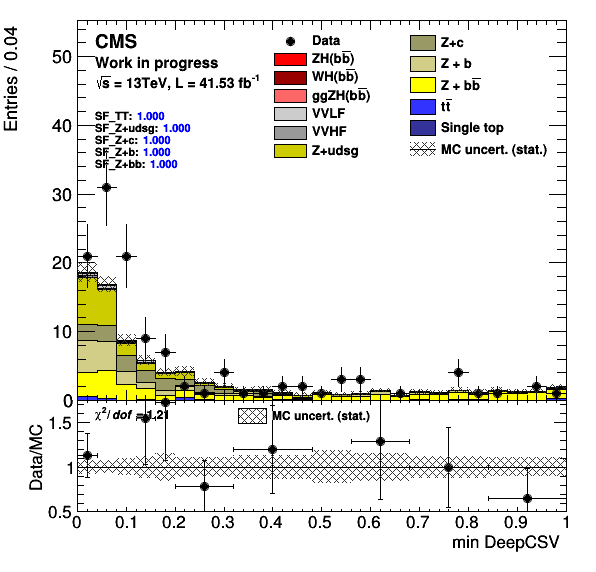 CMS
Work in progress
√s = 13TeV, L = 41.53 fb⁻¹
SF_TT: 1.000
SF_Z+udsg: 1.000
SF_Z+c: 1.000
SF_Z+b: 1.000
SF_Z+bb: 1.000
Data
ZH(bb̅)
WH(bb̅)
ggZH(bb̅)
VVLF
VVHF
Z+udsg
Z+c
Z + b
Z + bb̅
tt̅
Single top
MC uncert. (stat.)
Entries / 0.04
50
40
30
20
10
0
χ²/ dof = 1.21
MC uncert. (stat.)
Data/MC
1.5
1
0.5
0 0.1 0.2 0.3 0.4 0.5 0.6 0.7 0.8 0.9 1
min DeepCSV